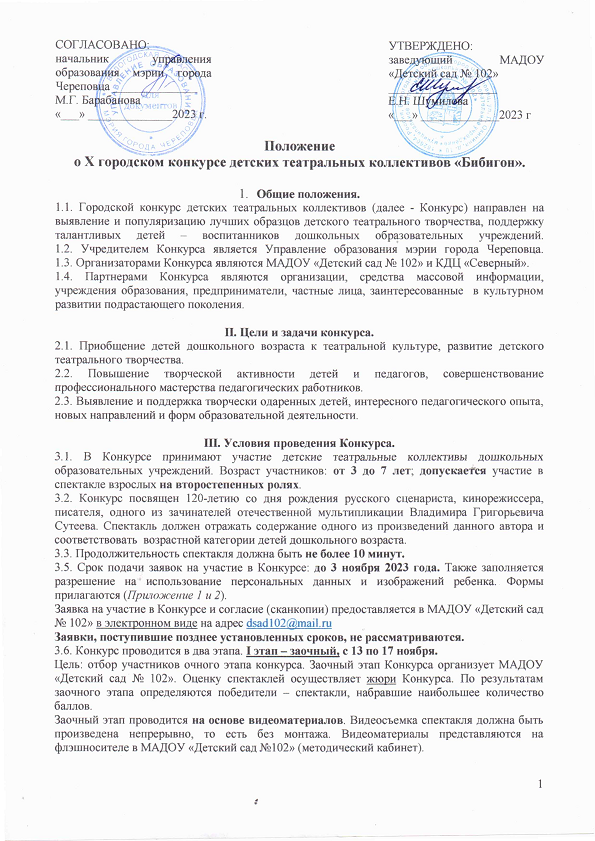 СОГЛАСОВАНО:
начальник управления
образования мэрии города
Череповца
М.Г. Барабанова
«___» ______________2023 г.
УТВЕРЖДЕНО:
заведующий МАДОУ
«Детский сад № 102»
Е.Н. Шумилова
«___» ______________2023 г
Положение
о X городском конкурсе детских театральных коллективов «Бибигон».
1. Общие положения.
1.1. Городской конкурс детских театральных коллективов (далее - Конкурс) направлен на
выявление и популяризацию лучших образцов детского театрального творчества, поддержку
талантливых детей – воспитанников дошкольных образовательных учреждений.
1.2. Учредителем Конкурса является Управление образования мэрии города Череповца.
1.3. Организаторами Конкурса являются МАДОУ «Детский сад № 102» и КДЦ «Северный».
1.4. Партнерами Конкурса являются организации, средства массовой информации,
учреждения образования, предприниматели, частные лица, заинтересованные в культурном
развитии подрастающего поколения.
II. Цели и задачи конкурса.
2.1. Приобщение детей дошкольного возраста к театральной культуре, развитие детского
театрального творчества.
2.2. Повышение творческой активности детей и педагогов, совершенствование
профессионального мастерства педагогических работников.
2.3. Выявление и поддержка творчески одаренных детей, интересного педагогического опыта,
новых направлений и форм образовательной деятельности.
III. Условия проведения Конкурса.
3.1. В Конкурсе принимают участие детские театральные коллективы дошкольных
образовательных учреждений. Возраст участников: от 3 до 7 лет; допускается участие в
спектакле взрослых на второстепенных ролях.
3.2. Конкурс посвящен 120-летию со дня рождения русского сценариста, кинорежиссера,
писателя, одного из зачинателей отечественной мультипликации Владимира Григорьевича
Сутеева. Спектакль должен отражать содержание одного из произведений данного автора и
соответствовать возрастной категории детей дошкольного возраста.
3.3. Продолжительность спектакля должна быть не более 10 минут.
3.5. Срок подачи заявок на участие в Конкурсе: до 3 ноября 2023 года. Также заполняется
разрешение на использование персональных данных и изображений ребенка. Формы
прилагаются (Приложение 1 и 2).
Заявка на участие в Конкурсе и согласие (сканкопии) предоставляется в МАДОУ «Детский сад
№ 102» в электронном виде на адрес dsad102@mail.ru
Заявки, поступившие позднее установленных сроков, не рассматриваются.
3.6. Конкурс проводится в два этапа. I этап – заочный, с 13 по 17 ноября.
Цель: отбор участников очного этапа конкурса. Заочный этап Конкурса организует МАДОУ
«Детский сад № 102». Оценку спектаклей осуществляет жюри Конкурса. По результатам
заочного этапа определяются победители – спектакли, набравшие наибольшее количество
баллов.
Заочный этап проводится на основе видеоматериалов. Видеосъемка спектакля должна быть
произведена непрерывно, то есть без монтажа. Видеоматериалы представляются на
флэшносителе в МАДОУ «Детский сад №102» (методический кабинет).
1